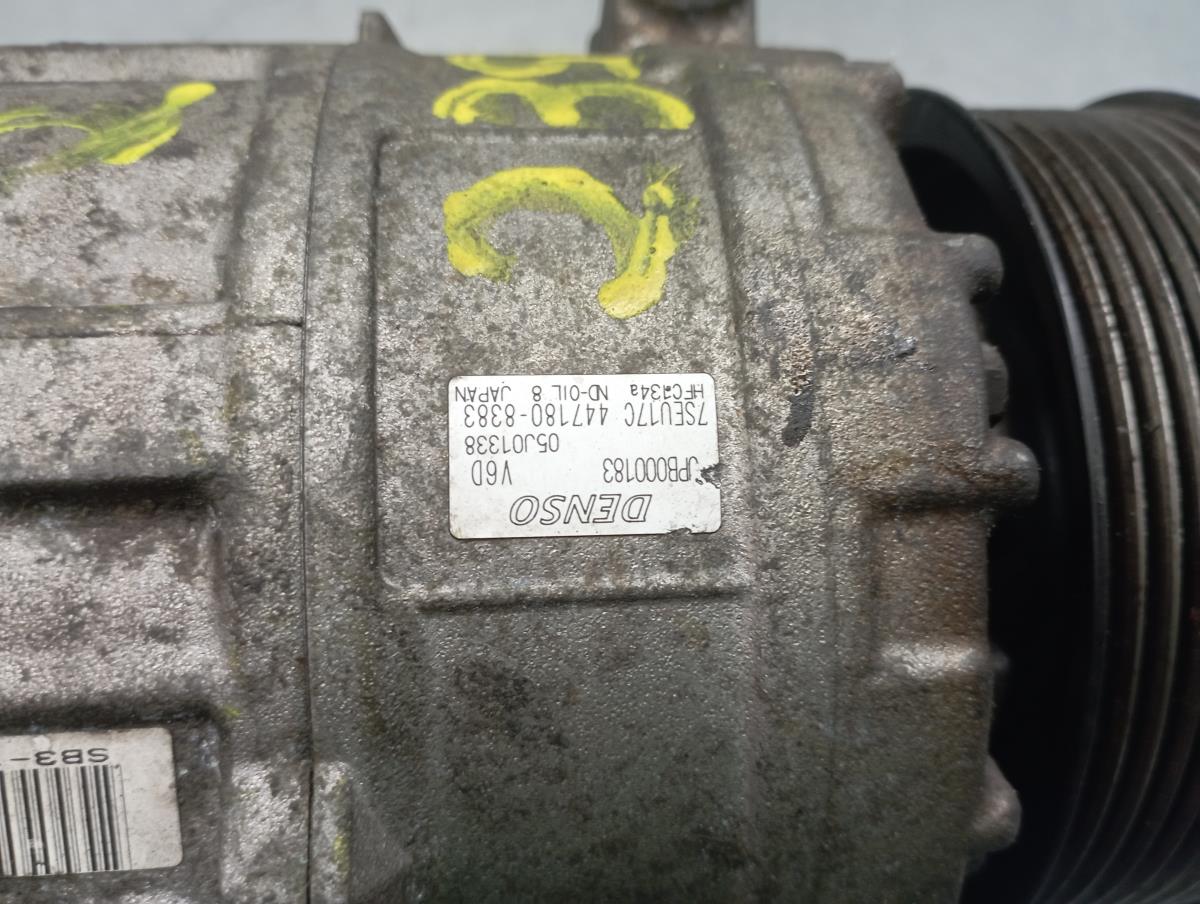 DENSO
JPB000183 V6D
05J01338
7SEU17C 447180-8383
HFC134a ND-OIL 8 JAPAN
SB3-